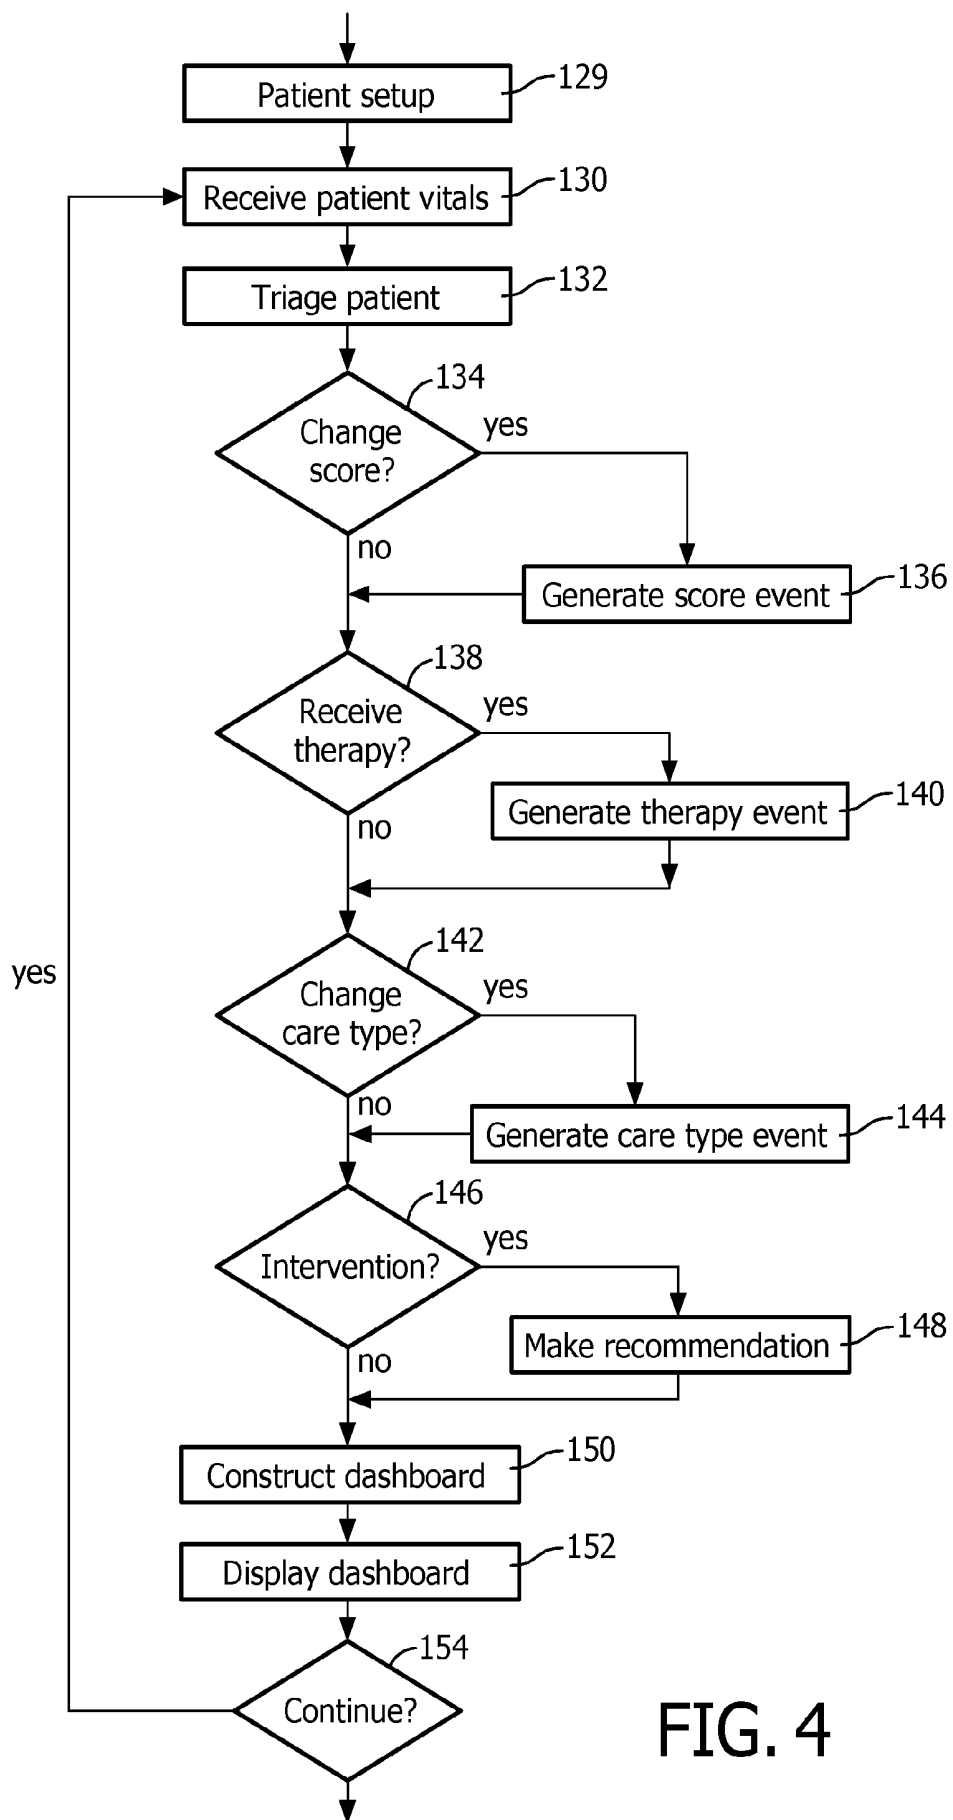 Patient setup
129
Receive patient vitals
130
Triage patient
132
134
Change
score?
yes
no
Generate score event
136
138
Receive
therapy?
yes
no
Generate therapy event
140
142
yes
Change
care type?
yes
no
Generate care type event
144
146
Intervention?
yes
no
Make recommendation
148
Construct dashboard
150
Display dashboard
152
154
Continue?
FIG. 4